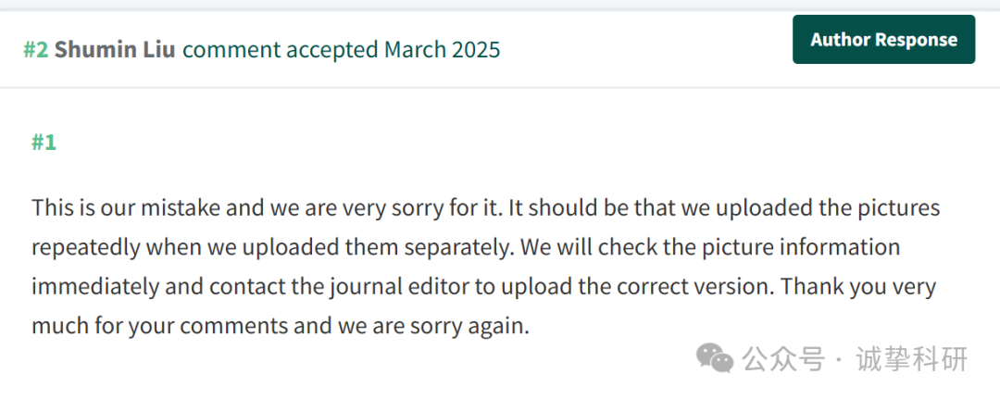 #2 Shumin Liu comment accepted March 2025
Author Response
#1
This is our mistake and we are very sorry for it. It should be that we uploaded the pictures
repeatedly when we uploaded them separately. We will check the picture information
immediately and contact the journal editor to upload the correct version. Thank you very
much for your comments and we are sorry again.
公众号 · 诚挚科研